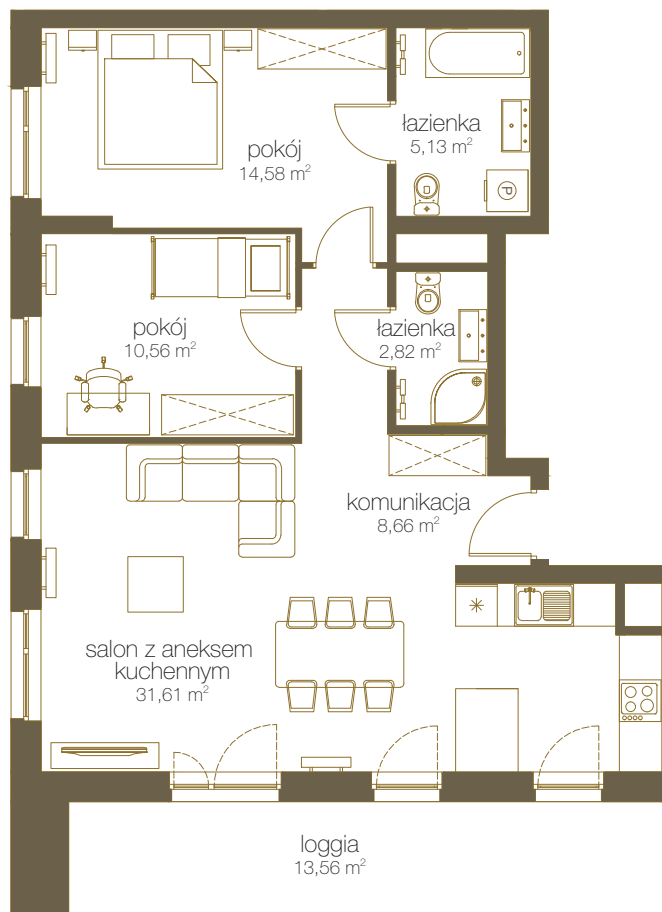 pokój
14,58 m²
łazienka
5,13 m²
P
pokój
10,56 m²
łazienka
2,82 m²
komunikacja
8,66 m²
salon z aneksem
kuchennym
31,61 m²
loggia
13,56 m²